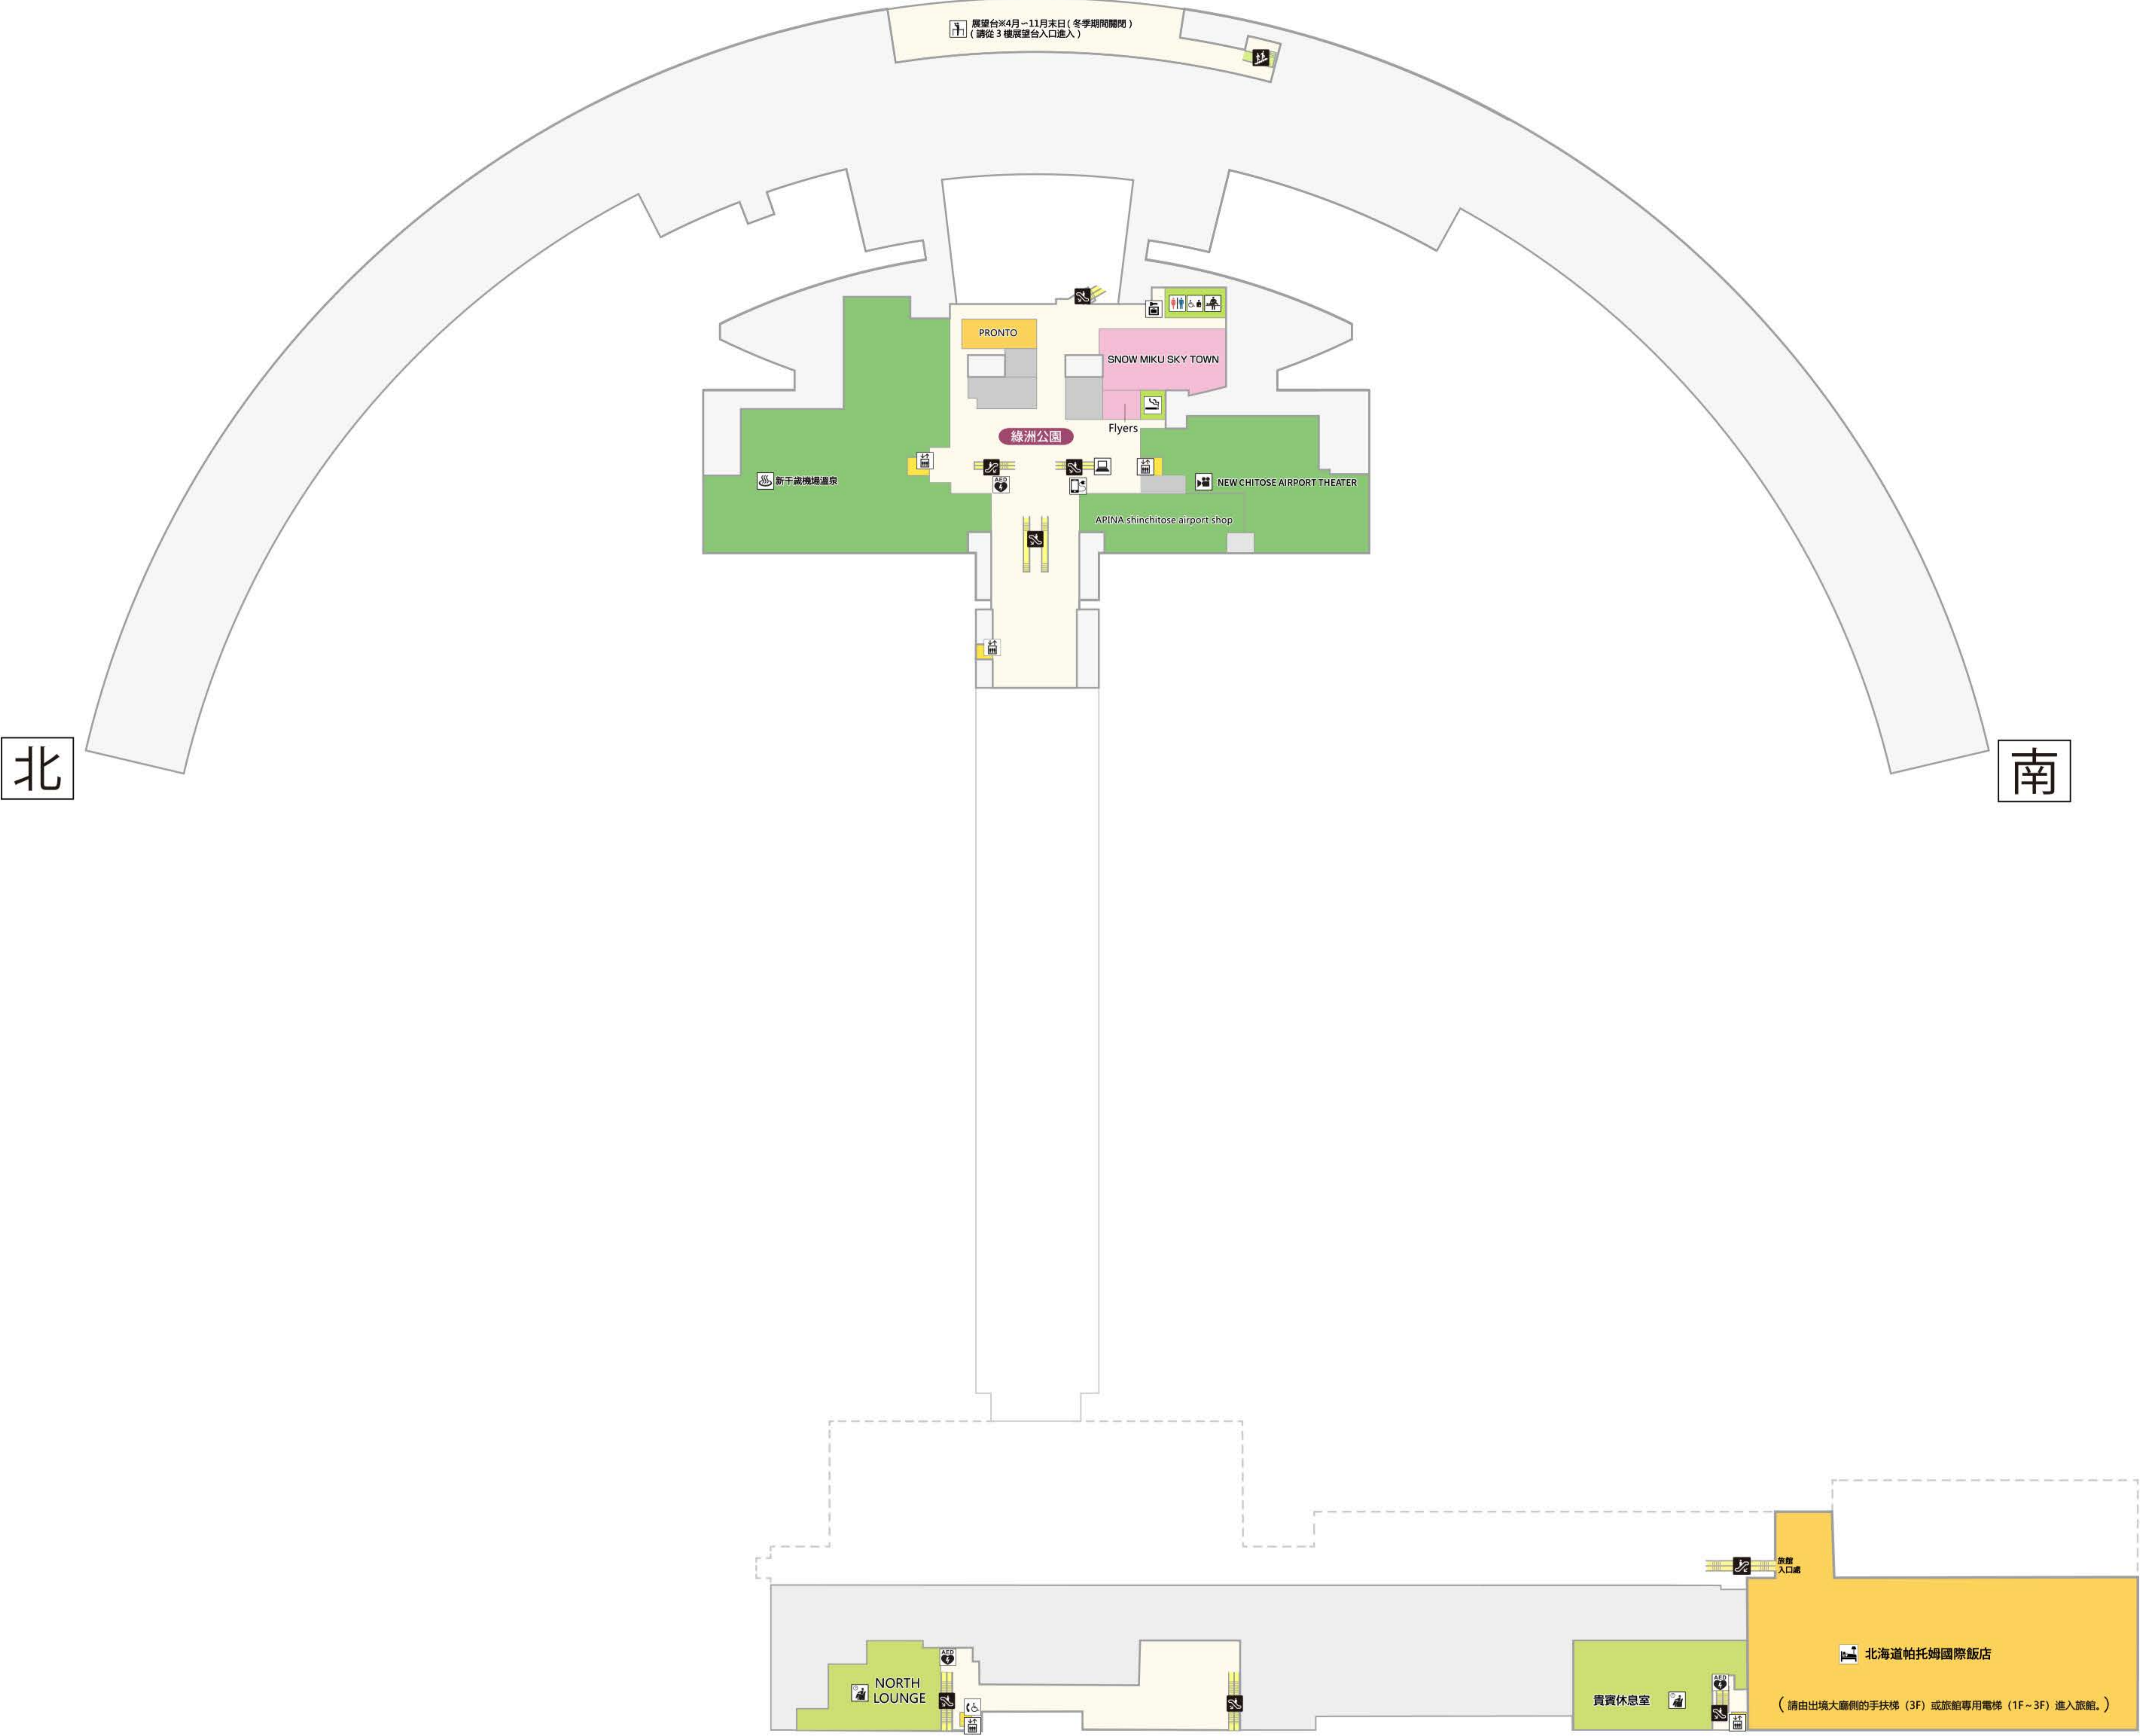 展望台※4月～11月末日（冬季期間關閉）
（請從 3 樓展望台入口進入）
PRONTO
SNOW MIKU SKY TOWN
Flyers
綠洲公園
AED
新千歲機場溫泉
NEW CHITOSE AIRPORT THEATER
APINA shinchitose airport shop
北
南
旅館
入口處
AED
NORTH
LOUNGE
北海道帕托姆國際飯店
AED
貴賓休息室
（請由出境大廳側的手扶梯（3F）或旅館專用電梯（1F～3F）進入旅館。）